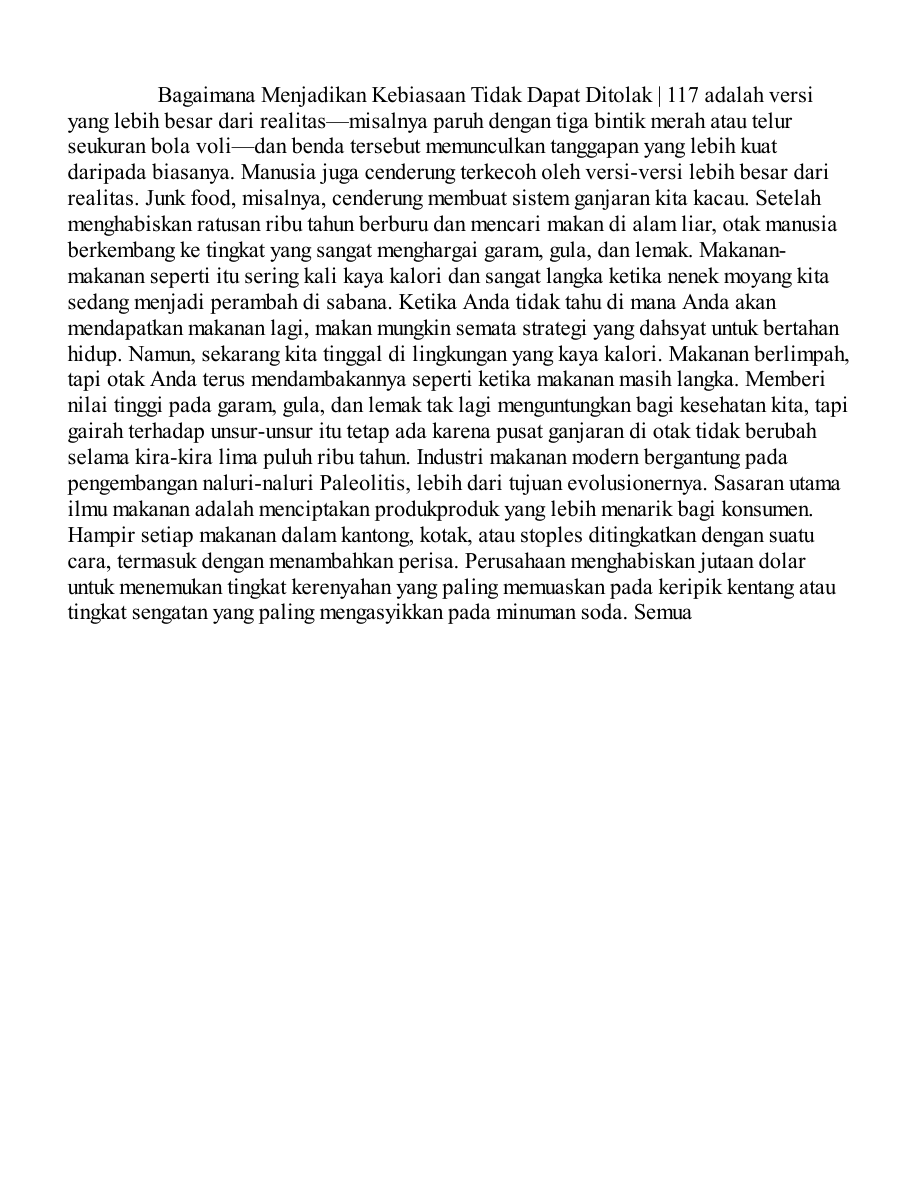 Bagaimana Menjadikan Kebiasaan Tidak Dapat Ditolak | 117 adalah versi
yang lebih besar dari realitas—misalnya paruh dengan tiga bintik merah atau telur
seukuran bola voli—dan benda tersebut memunculkan tanggapan yang lebih kuat
daripada biasanya. Manusia juga cenderung terkecoh oleh versi-versi lebih besar dari
realitas. Junk food, misalnya, cenderung membuat sistem ganjaran kita kacau. Setelah
menghabiskan ratusan ribu tahun berburu dan mencari makan di alam liar, otak manusia
berkembang ke tingkat yang sangat menghargai garam, gula, dan lemak. Makanan-
makanan seperti itu sering kali kaya kalori dan sangat langka ketika nenek moyang kita
sedang menjadi perambah di sabana. Ketika Anda tidak tahu di mana Anda akan
mendapatkan makanan lagi, makan mungkin semata strategi yang dahsyat untuk bertahan
hidup. Namun, sekarang kita tinggal di lingkungan yang kaya kalori. Makanan berlimpah,
tapi otak Anda terus mendambakannya seperti ketika makanan masih langka. Memberi
nilai tinggi pada garam, gula, dan lemak tak lagi menguntungkan bagi kesehatan kita, tapi
gairah terhadap unsur-unsur itu tetap ada karena pusat ganjaran di otak tidak berubah
selama kira-kira lima puluh ribu tahun. Industri makanan modern bergantung pada
pengembangan naluri-naluri Paleolitis, lebih dari tujuan evolusionernya. Sasaran utama
ilmu makanan adalah menciptakan produkproduk yang lebih menarik bagi konsumen.
Hampir setiap makanan dalam kantong, kotak, atau stoples ditingkatkan dengan suatu
cara, termasuk dengan menambahkan perisa. Perusahaan menghabiskan jutaan dolar
untuk menemukan tingkat kerenyahan yang paling memuaskan pada keripik kentang atau
tingkat sengatan yang paling mengasyikkan pada minuman soda. Semua